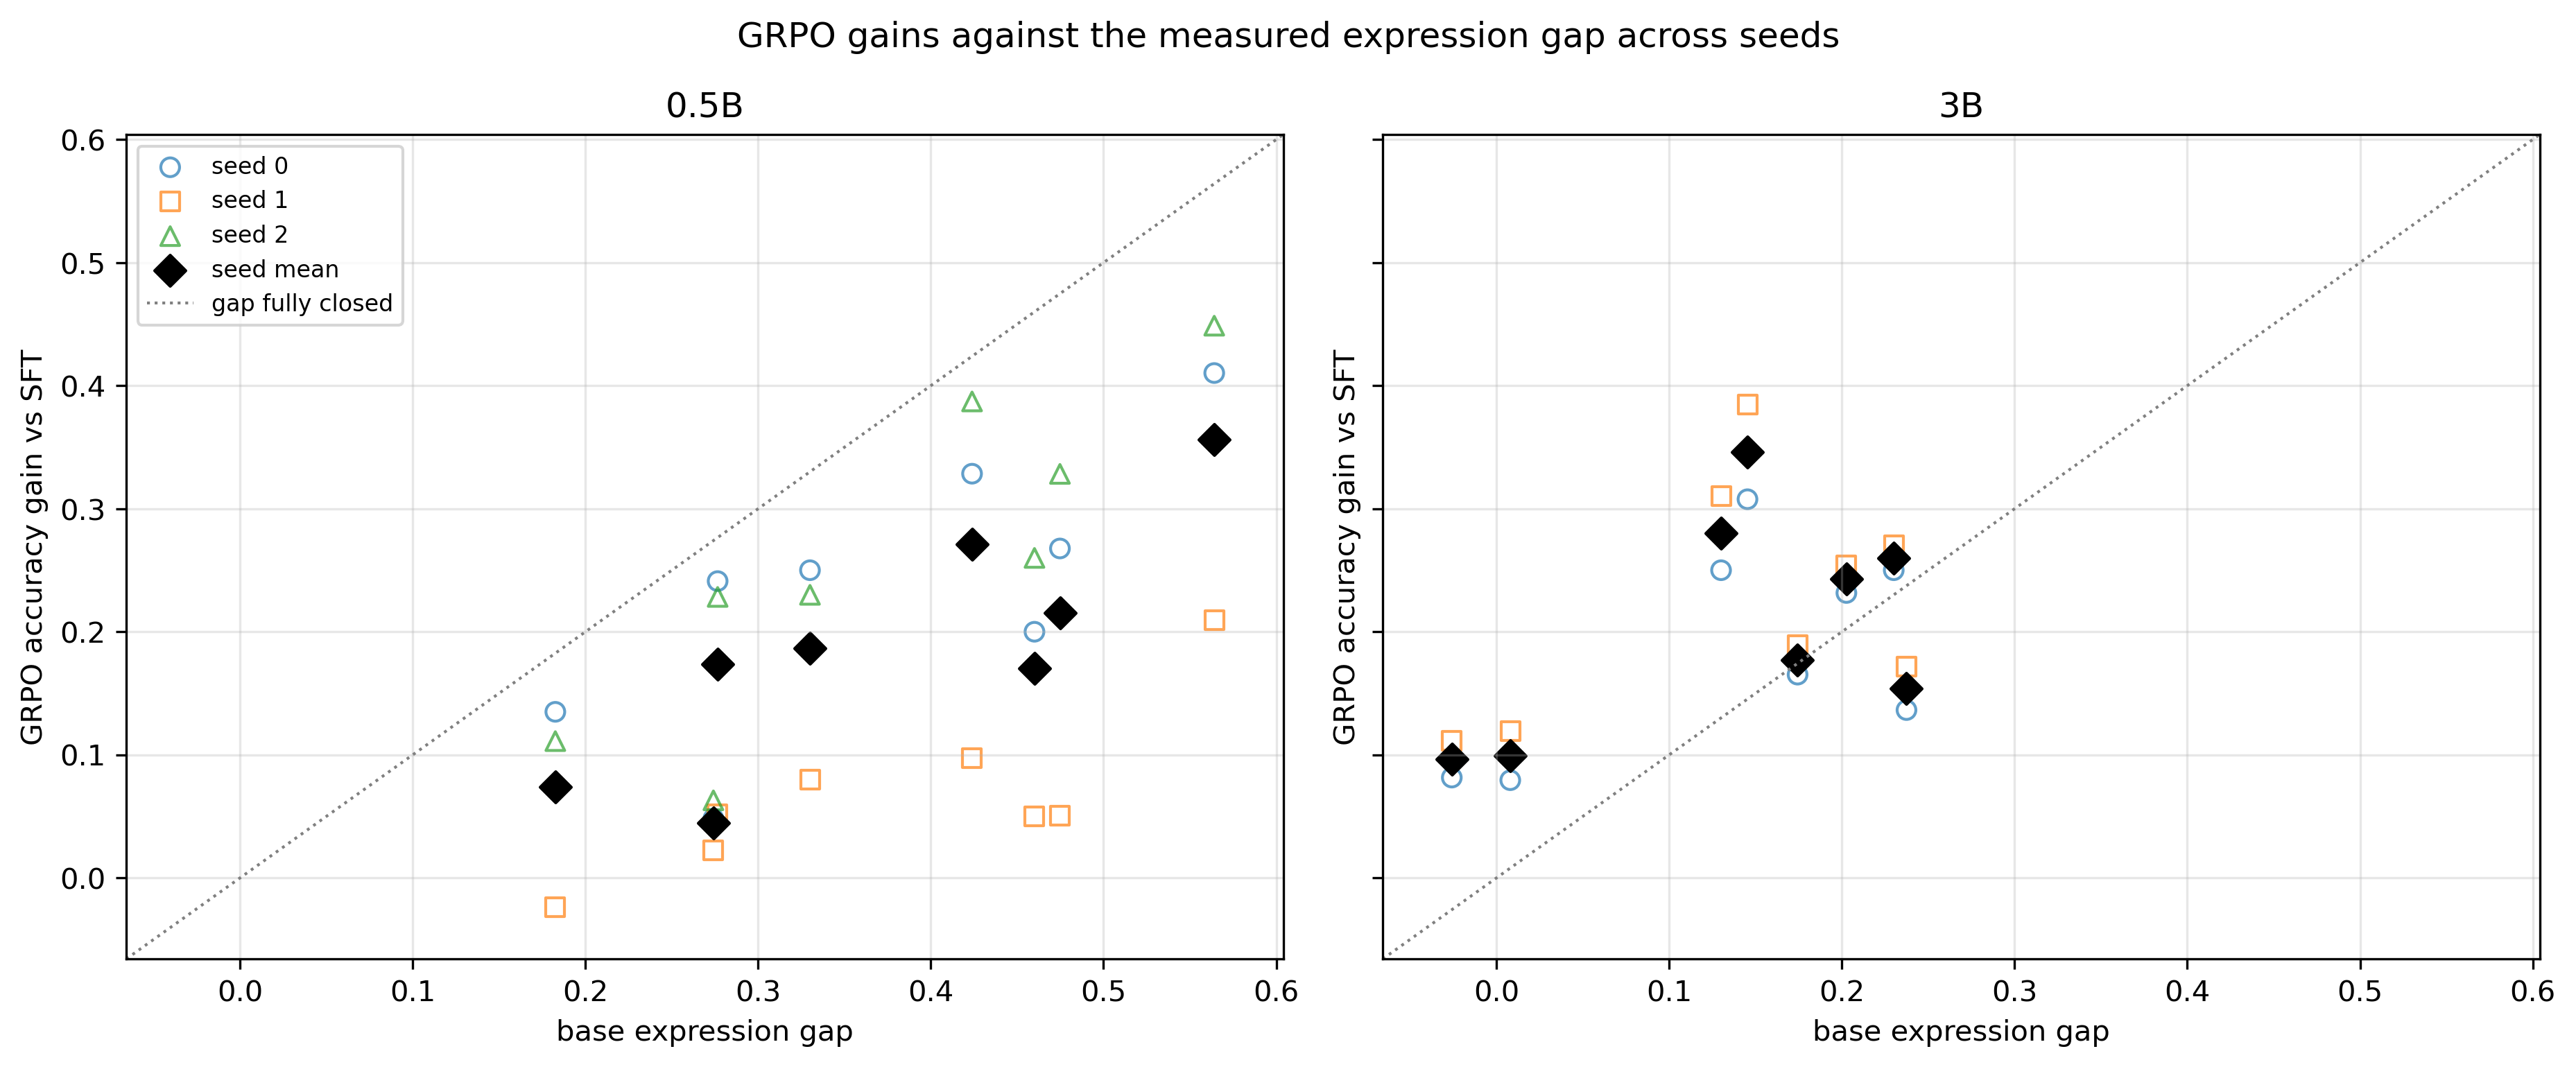 GRPO gains against the measured expression gap across seeds
0.5B
seed 0
seed 1
seed 2
seed mean
gap fully closed
GRPO accuracy gain vs SFT
0.6
0.5
0.4
0.3
0.2
0.1
0.0
0.0 0.1 0.2 0.3 0.4 0.5 0.6
base expression gap
3B
GRPO accuracy gain vs SFT
0.0 0.1 0.2 0.3 0.4 0.5 0.6
base expression gap